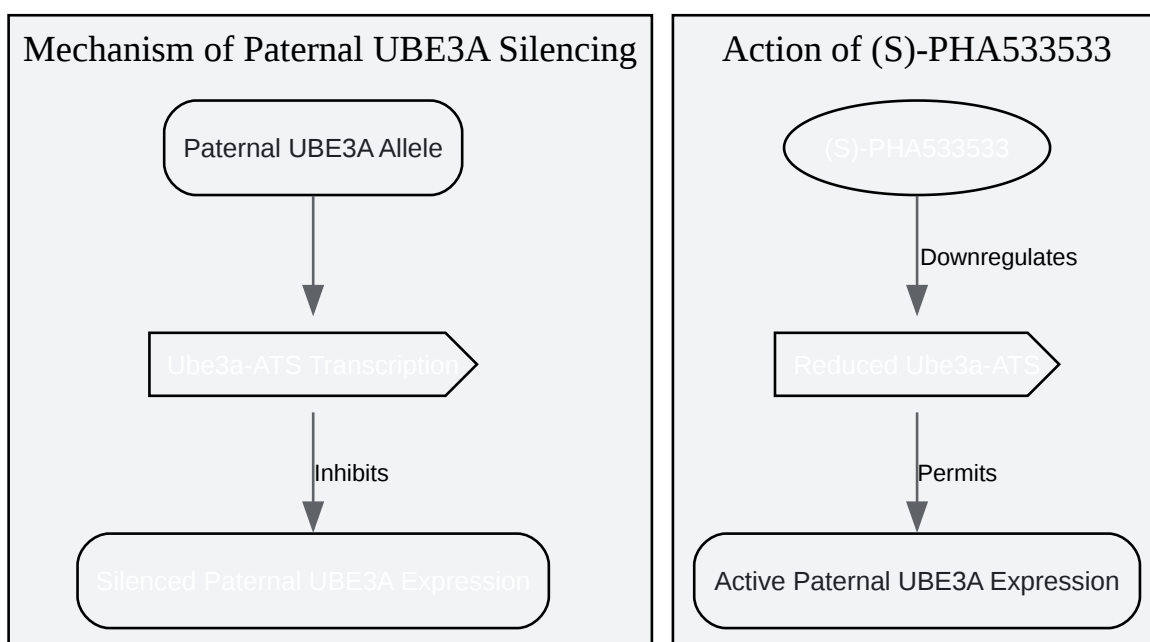 Mechanism of Paternal UBE3A Silencing
Paternal UBE3A Allele
Ube3a-ATS Transcription
Inhibits
Silenced Paternal UBE3A Expression
Action of (S)-PHA533533
(S)-PHA533533
Downregulates
Reduced Ube3a-ATS
Permits
Active Paternal UBE3A Expression